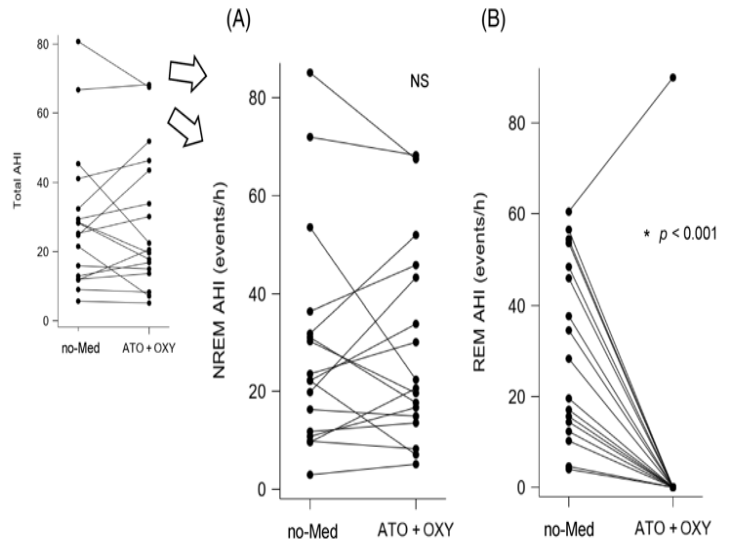 (A)
(B)
Total AHI
80
60
40
20
0
no-Med
ATO + OXY
NREM AHI (events/h)
NS
80
60
40
20
0
no-Med
ATO + OXY
REM AHI (events/h)
* p < 0.001
80
60
40
20
0
no-Med
ATO + OXY